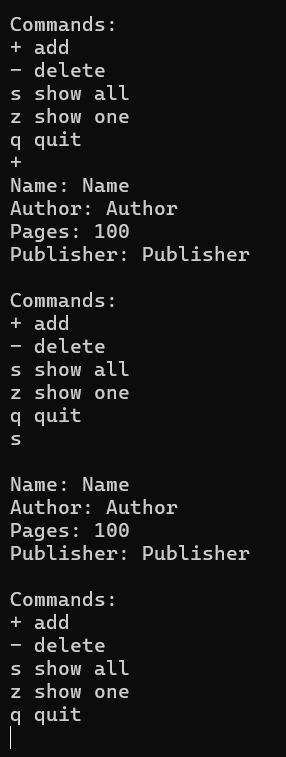 Commands:
+ add
- delete
s show all
z show one
q quit
+
Name: Name
Author: Author
Pages: 100
Publisher: Publisher

Commands:
+ add
- delete
s show all
z show one
q quit
s

Name: Name
Author: Author
Pages: 100
Publisher: Publisher

Commands:
+ add
- delete
s show all
z show one
q quit